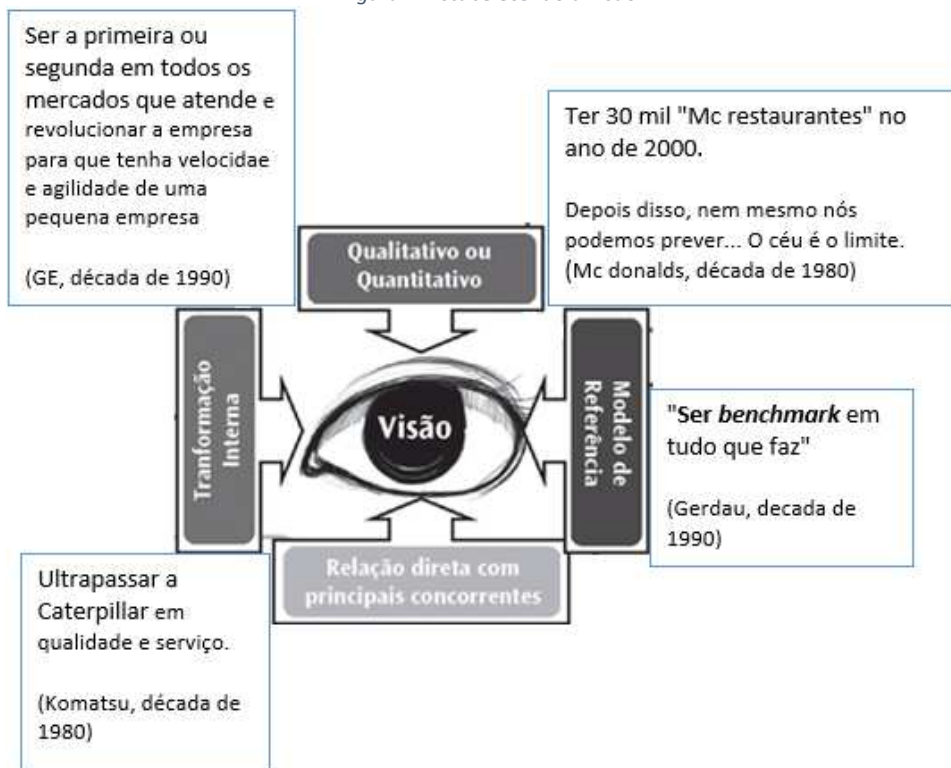 Ser a primeira ou
segunda em todos os
mercados que atende e
revolucionar a empresa
para que tenha velocidae
e agilidade de uma
pequena empresa
(GE, década de 1990)
Ter 30 mil "Mc restaurantes" no
ano de 2000.
Depois disso, nem mesmo nós
podemos prever... O céu é o limite.
(Mc donalds, década de 1980)
Qualitativo ou
Quantitativo
Tranformação
Interna
Visão
Modelo de
Referência
"Ser benchmark em
tudo que faz"
(Gerdau, decada de
1990)
Relação direta com
principais concorrentes
Ultrapassar a
Caterpillar em
qualidade e serviço.
(Komatsu, década de
1980)